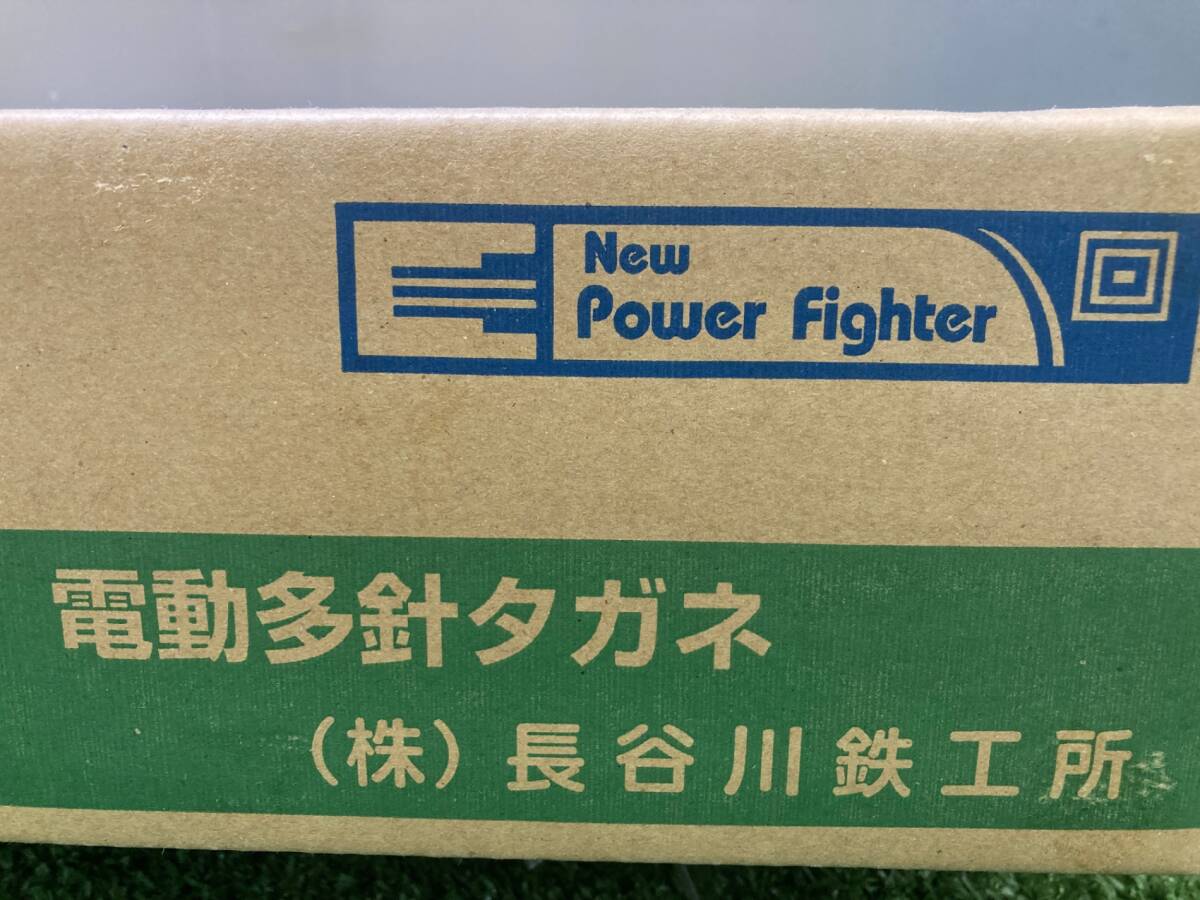 New
Power Fighter
電動多針タガネ
(株)長谷川鉄工所